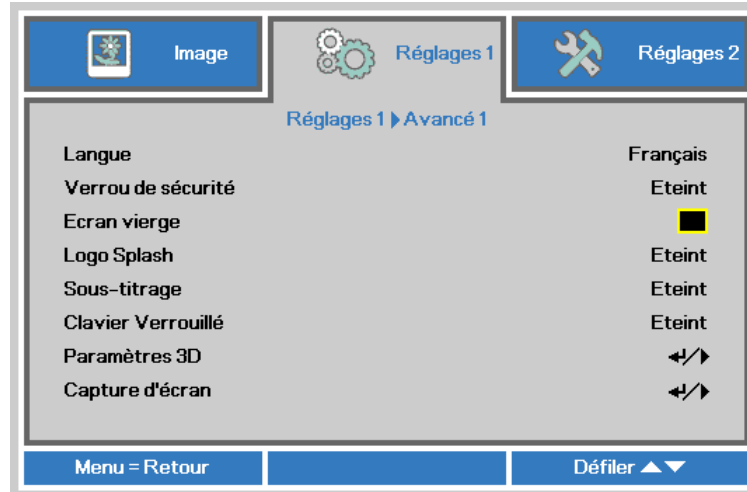 Image
Réglages 1
Réglages 2
Réglages 1 ▶ Avancé 1
Langue Français
Verrou de sécurité Eteint
Ecran vierge
Logo Splash Eteint
Sous-titrage Eteint
Clavier Verrouillé Eteint
Paramètres 3D ↵/▶
Capture d'écran ↵/▶
Menu = Retour
Défiler ▲▼